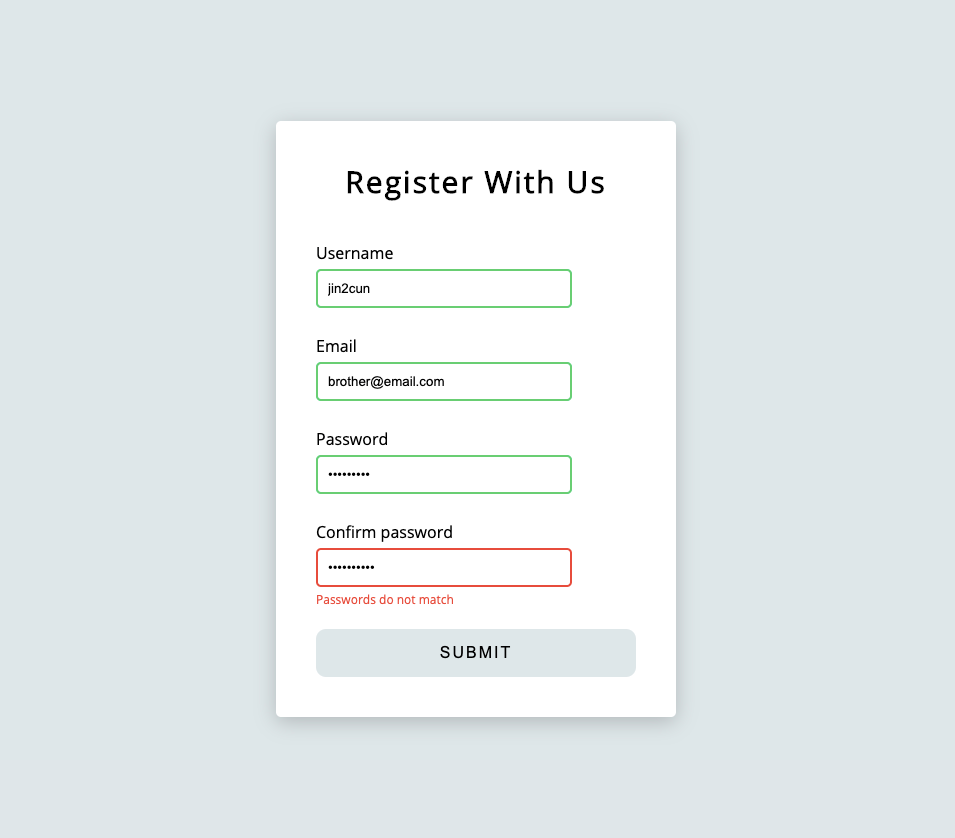 Register With Us
Username
jin2cun
Email
brother@email.com
Password
•••••••••
Confirm password
••••••••••
Passwords do not match
SUBMIT